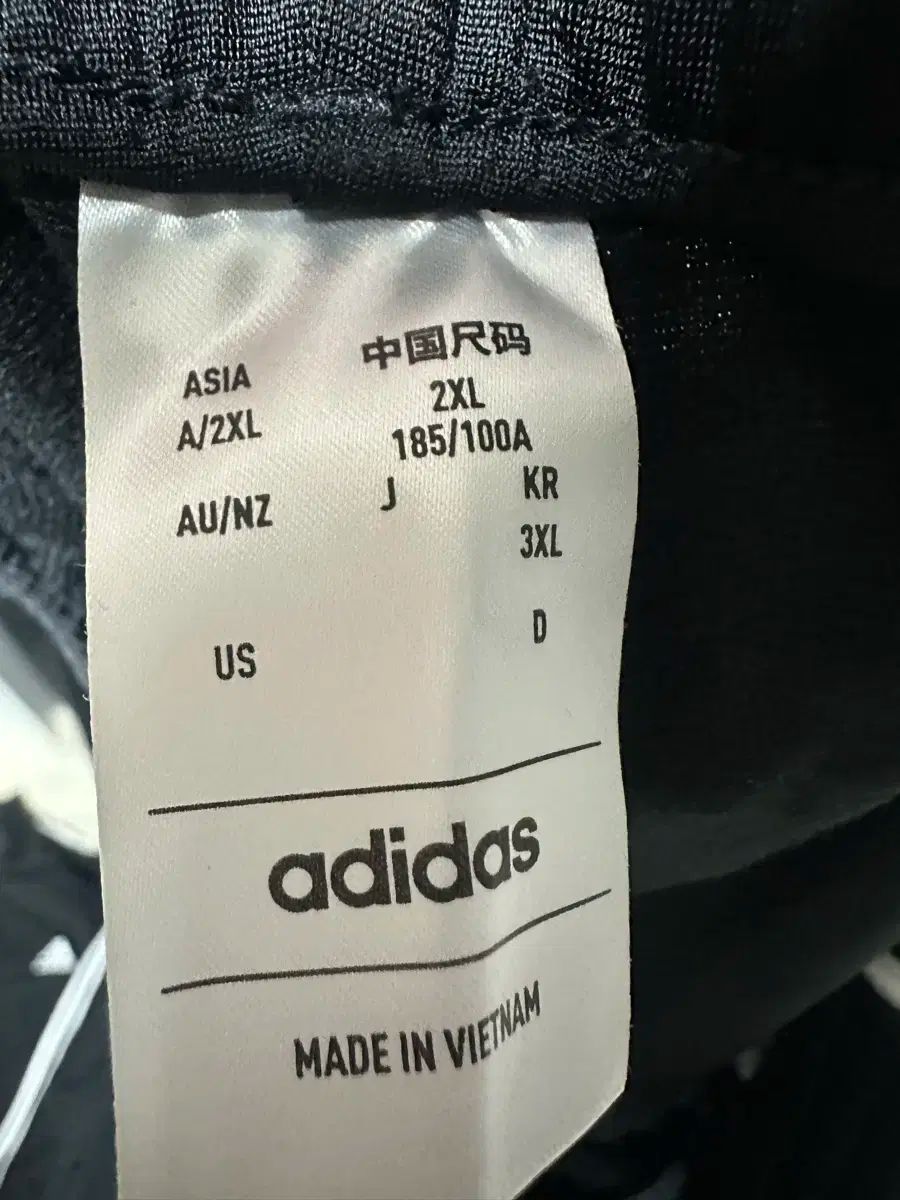 ASIA
A/2XL
中国尺码
2XL
185/100A
AU/NZ
J
KR
3XL
US
D
adidas
MADE IN VIETNAM